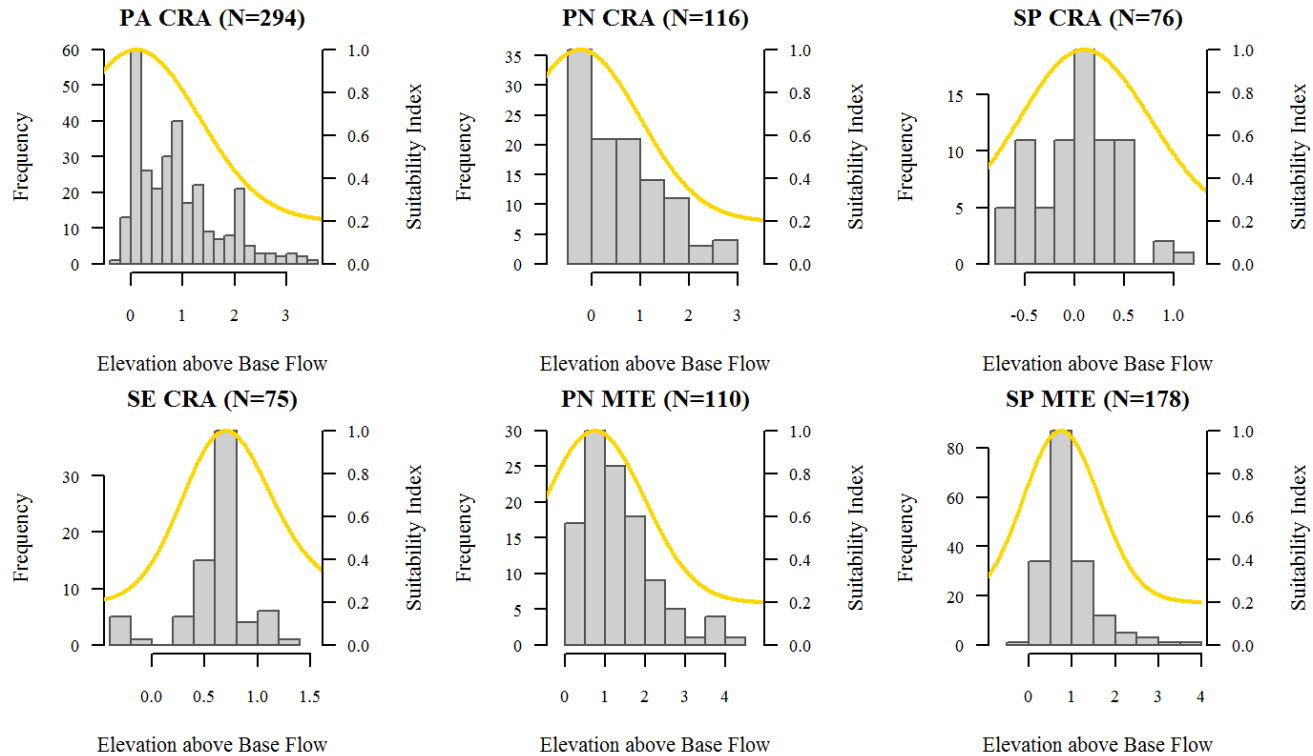 PA CRA (N=294)
60
50
40
30
20
10
0
Frequency
1.0
0.8
0.6
0.4
0.2
0.0
Suitability Index
0 1 2 3
Elevation above Base Flow
PN CRA (N=116)
35
30
25
20
15
10
5
0
Frequency
1.0
0.8
0.6
0.4
0.2
0.0
Suitability Index
0 1 2 3
Elevation above Base Flow
SP CRA (N=76)
15
10
5
0
Frequency
1.0
0.8
0.6
0.4
0.2
0.0
Suitability Index
-0.5 0.0 0.5 1.0
Elevation above Base Flow
SE CRA (N=75)
30
20
10
0
Frequency
1.0
0.8
0.6
0.4
0.2
0.0
Suitability Index
0.0 0.5 1.0 1.5
Elevation above Base Flow
PN MTE (N=110)
30
25
20
15
10
5
0
Frequency
1.0
0.8
0.6
0.4
0.2
0.0
Suitability Index
0 1 2 3 4
Elevation above Base Flow
SP MTE (N=178)
80
60
40
20
0
Frequency
1.0
0.8
0.6
0.4
0.2
0.0
Suitability Index
0 1 2 3 4
Elevation above Base Flow